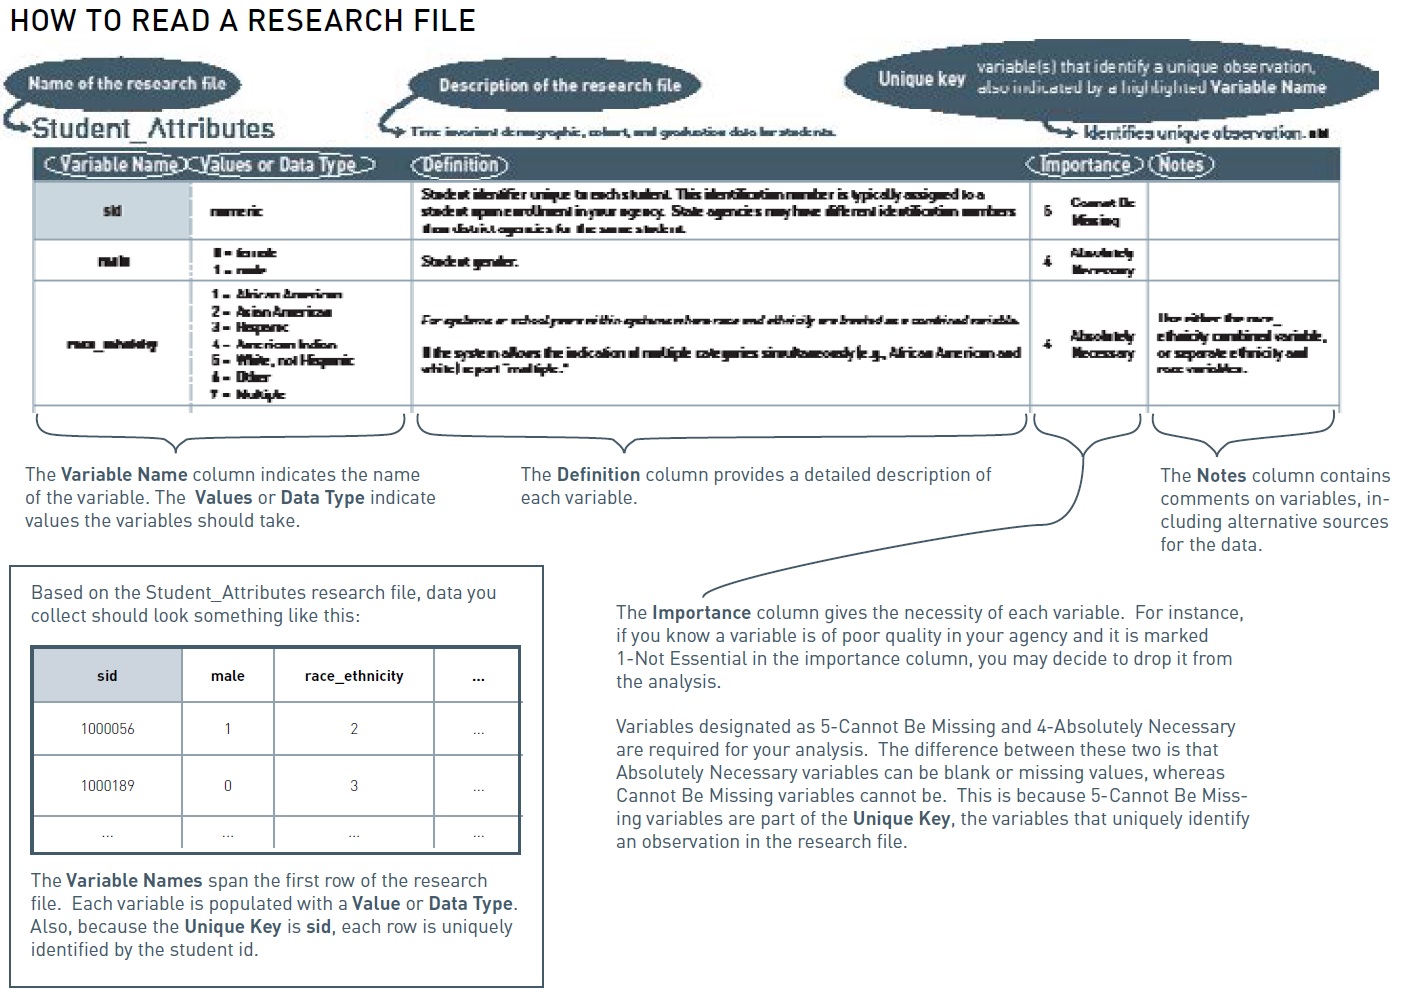 HOW TO READ A RESEARCH FILE
Name of the research file
Description of the research file
Unique key
variable(s) that identify a unique observation,
also indicated by a highlighted Variable Name
Student_Attributes
Time invariant demographic, cohort, and graduation data for students.
Identifies unique observation. sid
Variable Name
Values or Data Type
Definition
Importance
Notes
sid
numeric
Student identifier unique to each student. This identification number is typically assigned to a
student upon enrollment in your agency. State agencies may have different identification numbers
than district agencies for the same student.
5
Cannot Be
Missing
male
0 = female
1 = male
Student gender.
4
Absolutely
Necessary
race_ethnicity
1 = African American
2 = Asian American
3 = Hispanic
4 = American Indian
5 = White, not Hispanic
6 = Other
7 = Multiple
For systems or school years within systems where race and ethnicity are treated as a combined variable.
If the system allows the indication of multiple categories simultaneously (e.g., African American and
white) report "multiple."
4
Absolutely
Necessary
Use either the race_
ethnicity combined variable,
or separate ethnicity and
race variables.
The Variable Name column indicates the name
of the variable. The Values or Data Type indicate
values the variables should take.
The Definition column provides a detailed description of
each variable.
The Notes column contains
comments on variables, in-
cluding alternative sources
for the data.
Based on the Student_Attributes research file, data you
collect should look something like this:
sid male race_ethnicity ...
1000056 1 2 ...
1000189 0 3 ...
... ... ... ...
The Variable Names span the first row of the research
file. Each variable is populated with a Value or Data Type.
Also, because the Unique Key is sid, each row is uniquely
identified by the student id.
The Importance column gives the necessity of each variable. For instance,
if you know a variable is of poor quality in your agency and it is marked
1-Not Essential in the importance column, you may decide to drop it from
the analysis.
Variables designated as 5-Cannot Be Missing and 4-Absolutely Necessary
are required for your analysis. The difference between these two is that
Absolutely Necessary variables can be blank or missing values, whereas
Cannot Be Missing variables cannot be. This is because 5-Cannot Be Miss-
ing variables are part of the Unique Key, the variables that uniquely identify
an observation in the research file.